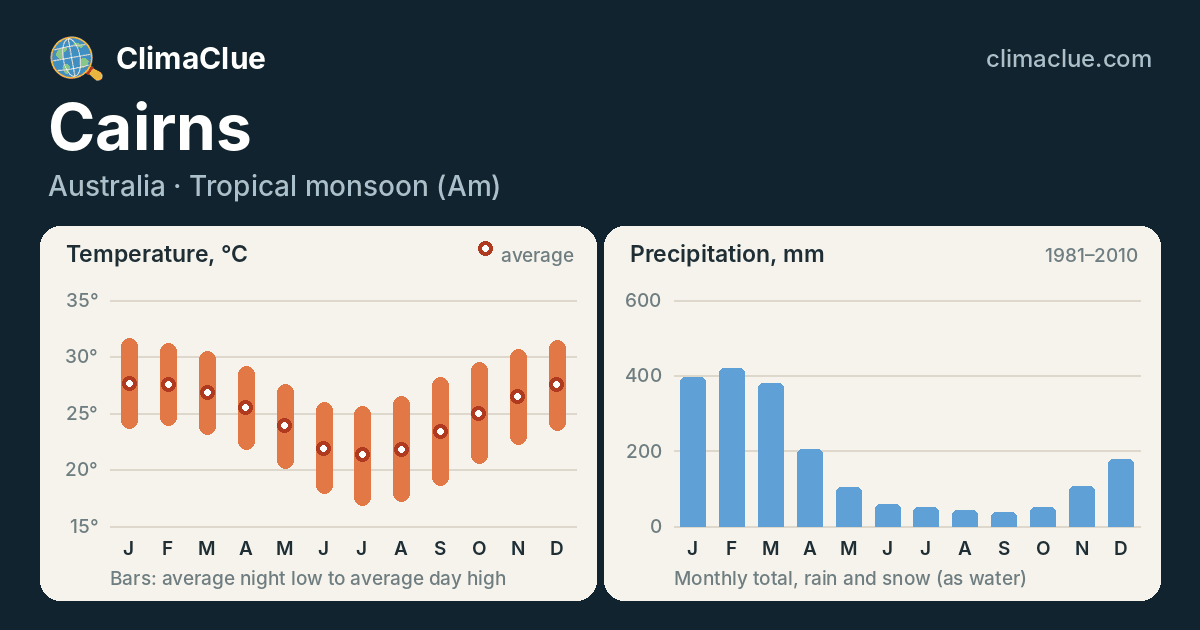 ClimaClue
climaclue.com
Cairns
Australia · Tropical monsoon (Am)
Temperature, °C
average
35°
30°
25°
20°
15°
J F M A M J J A S O N D
Bars: average night low to average day high
Precipitation, mm
1981–2010
600
400
200
0
J F M A M J J A S O N D
Monthly total, rain and snow (as water)